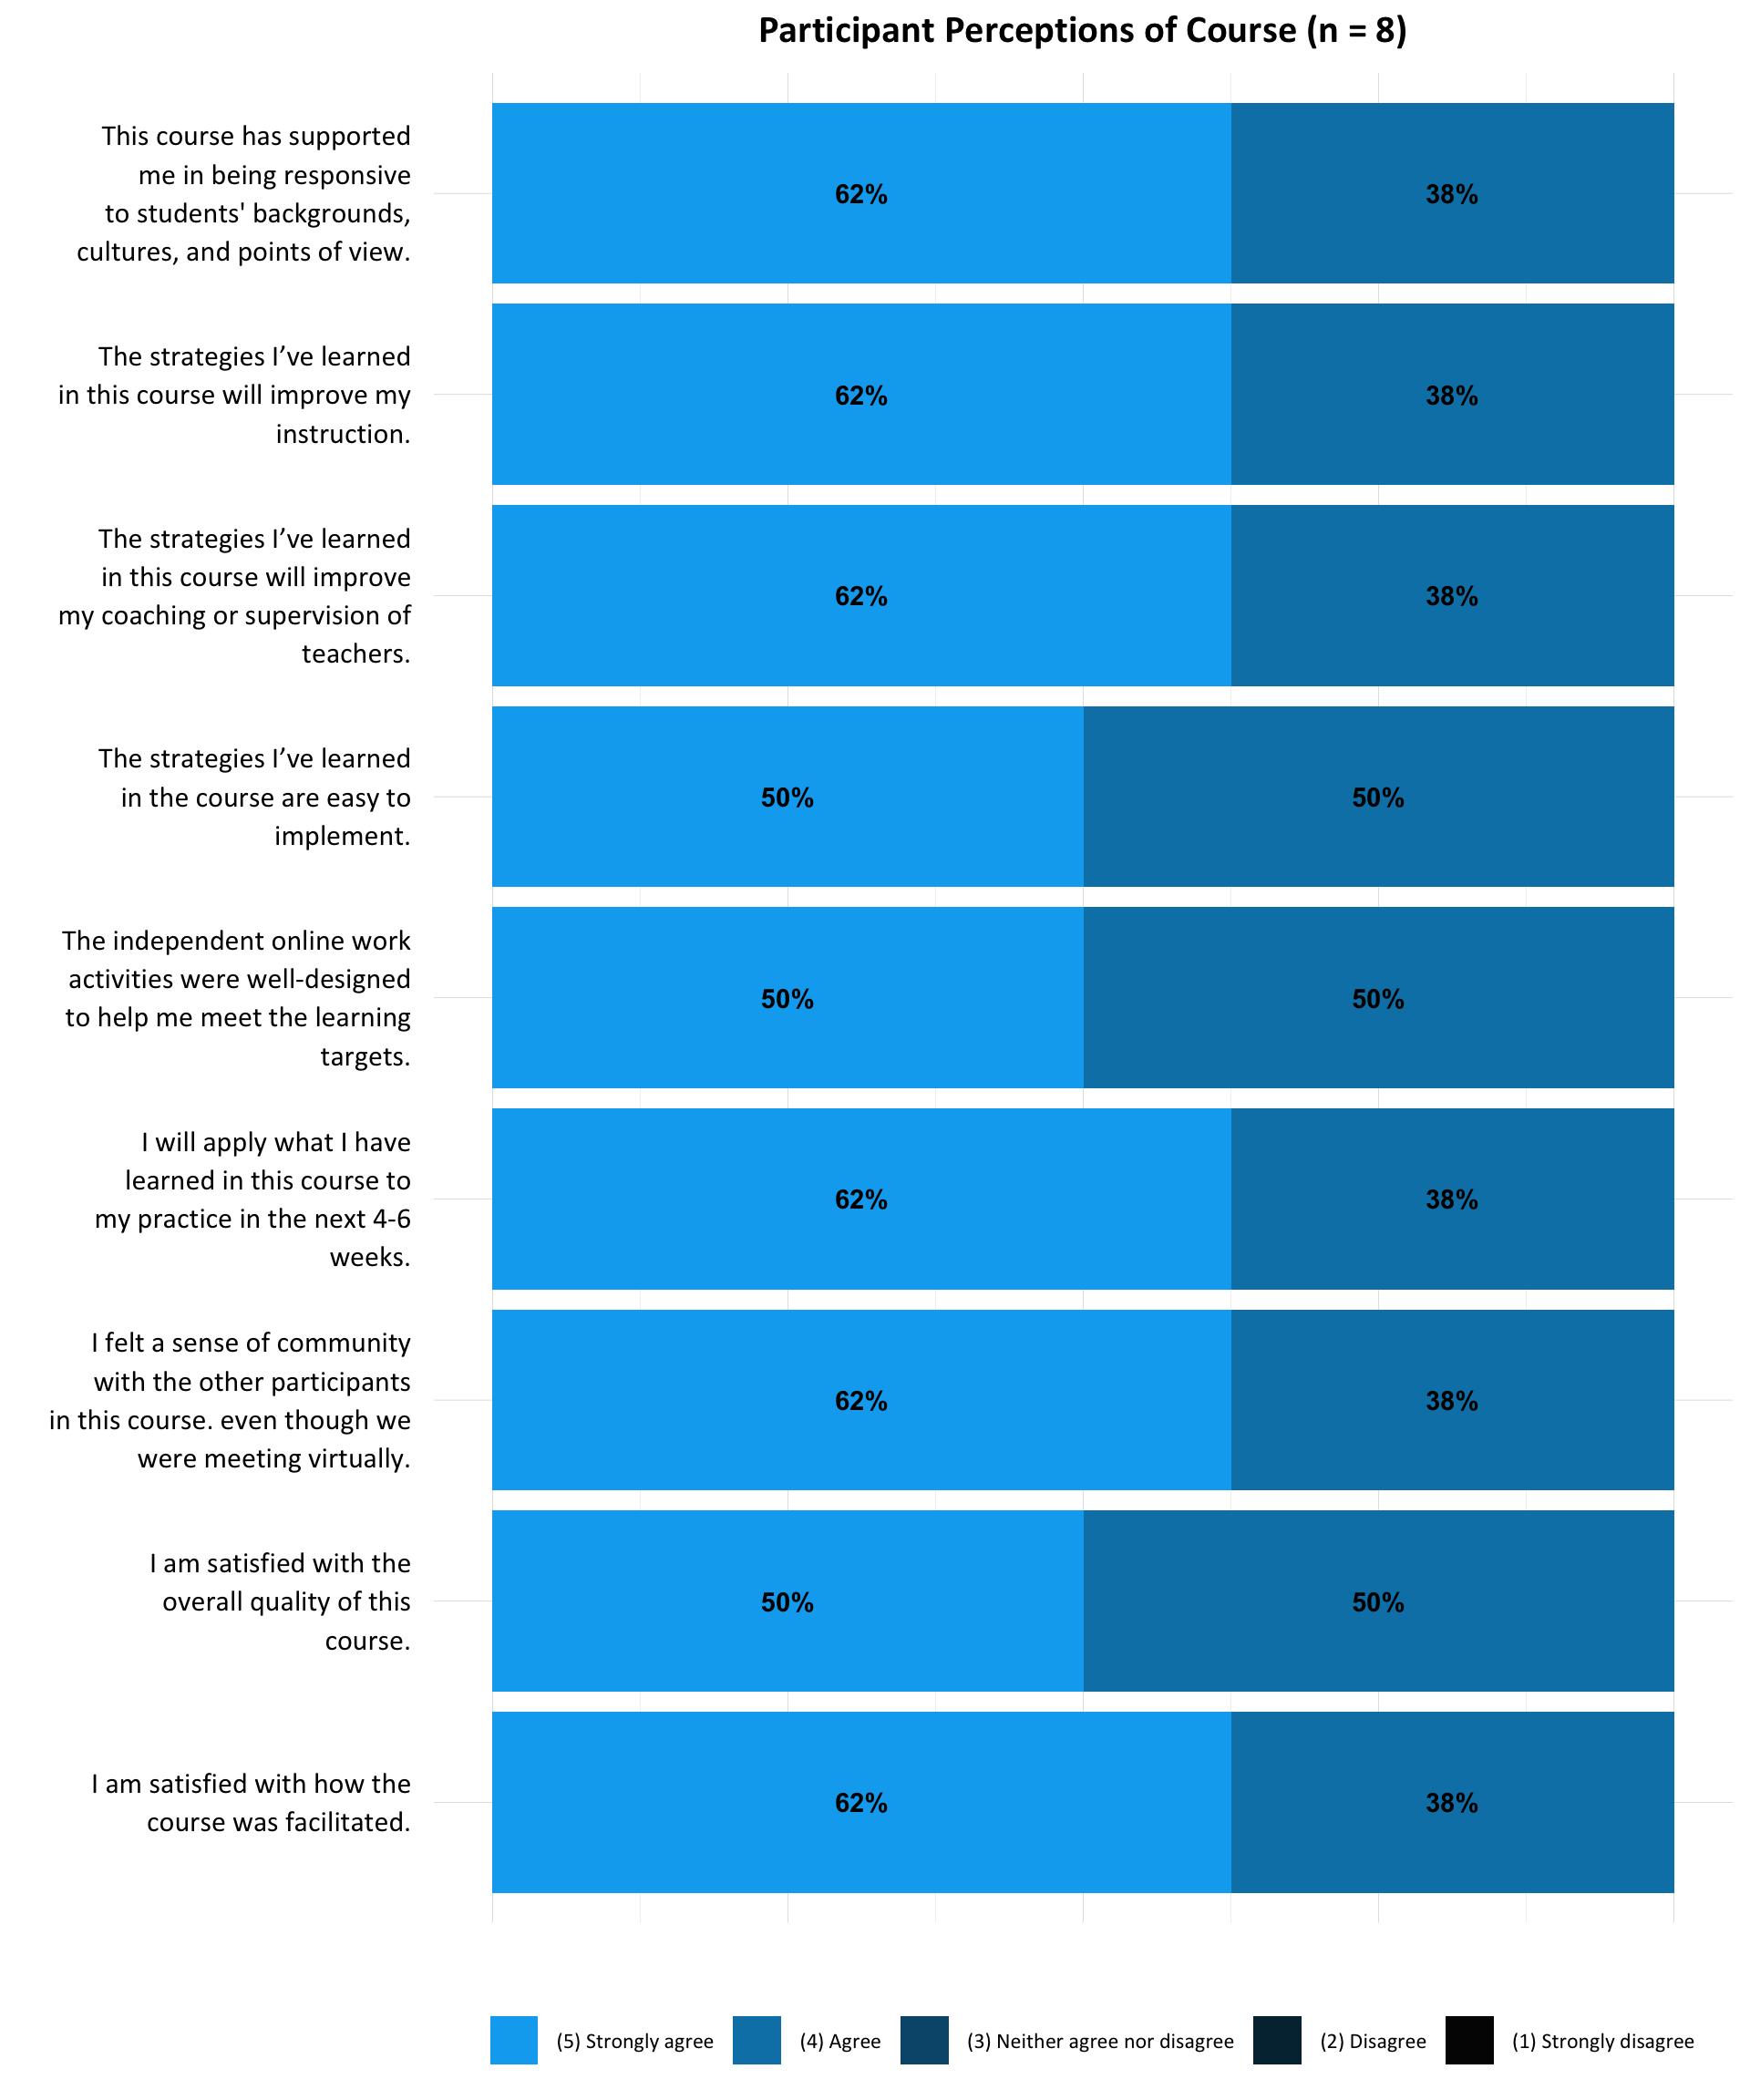 Participant Perceptions of Course (n = 8)
This course has supported
me in being responsive
to students' backgrounds,
cultures, and points of view.
62%
38%
The strategies I’ve learned
in this course will improve my
instruction.
62%
38%
The strategies I’ve learned
in this course will improve
my coaching or supervision of
teachers.
62%
38%
The strategies I’ve learned
in the course are easy to
implement.
50%
50%
The independent online work
activities were well-designed
to help me meet the learning
targets.
50%
50%
I will apply what I have
learned in this course to
my practice in the next 4-6
weeks.
62%
38%
I felt a sense of community
with the other participants
in this course. even though we
were meeting virtually.
62%
38%
I am satisfied with the
overall quality of this
course.
50%
50%
I am satisfied with how the
course was facilitated.
62%
38%
(5) Strongly agree
(4) Agree
(3) Neither agree nor disagree
(2) Disagree
(1) Strongly disagree